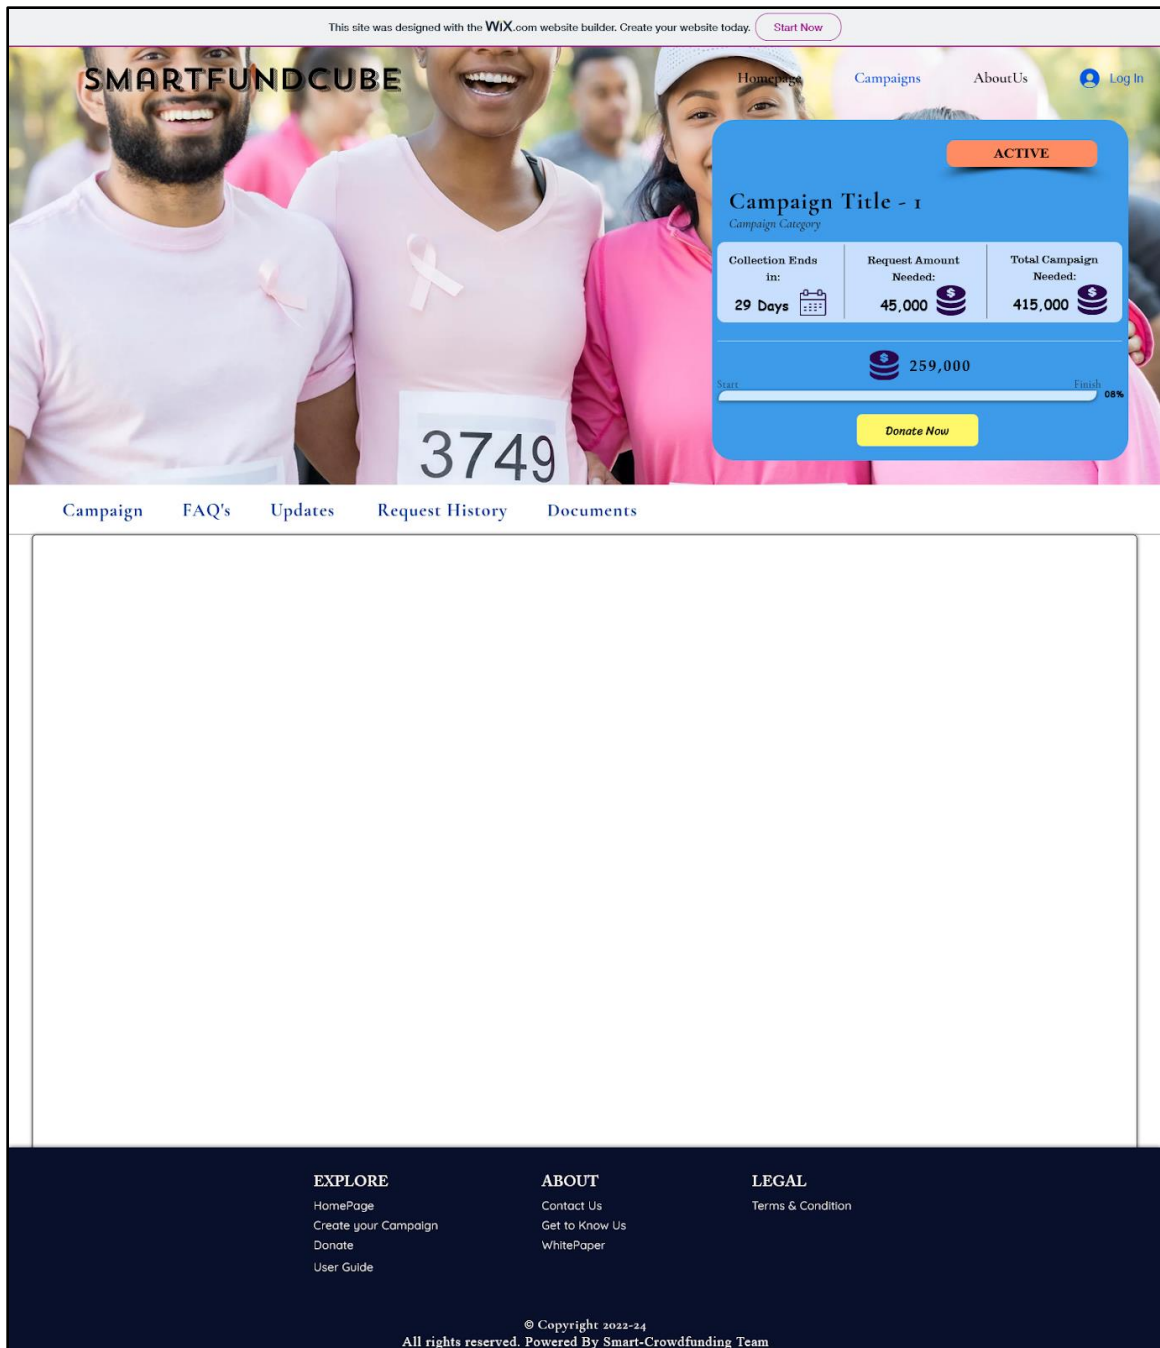 This site was designed with the WiX.com website builder. Create your website today. Start Now
SMARTFUNDCUBE
Homepage Campaigns AboutUs Log In
ACTIVE
Campaign Title - 1
Campaign Category
Collection Ends in:
29 Days
Request Amount Needed:
45,000
Total Campaign Needed:
415,000
259,000
Start Finish
08%
Donate Now
3749
Campaign FAQ's Updates Request History Documents
EXPLORE
HomePage
Create your Campaign
Donate
User Guide
ABOUT
Contact Us
Get to Know Us
WhitePaper
LEGAL
Terms & Condition
© Copyright 2022-24
All rights reserved. Powered By Smart-Crowdfunding Team